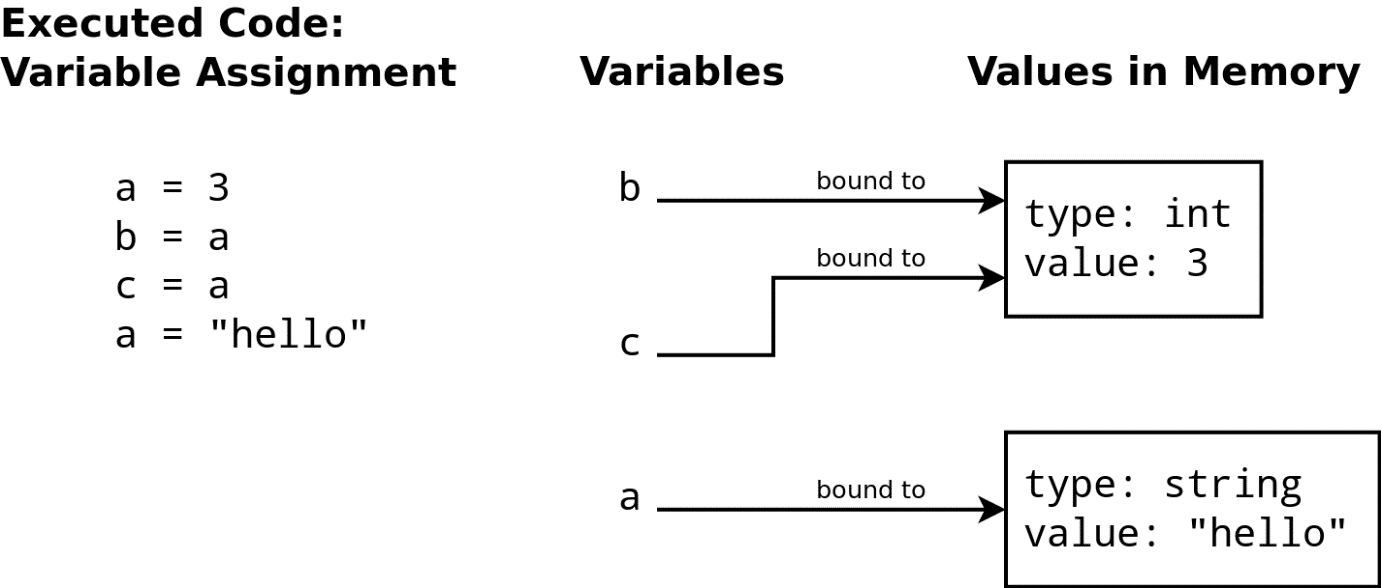 Executed Code:
Variable Assignment
Variables
Values in Memory
a = 3
b = a
c = a
a = "hello"
b
bound to
c
bound to
a
bound to
type: int
value: 3
type: string
value: "hello"